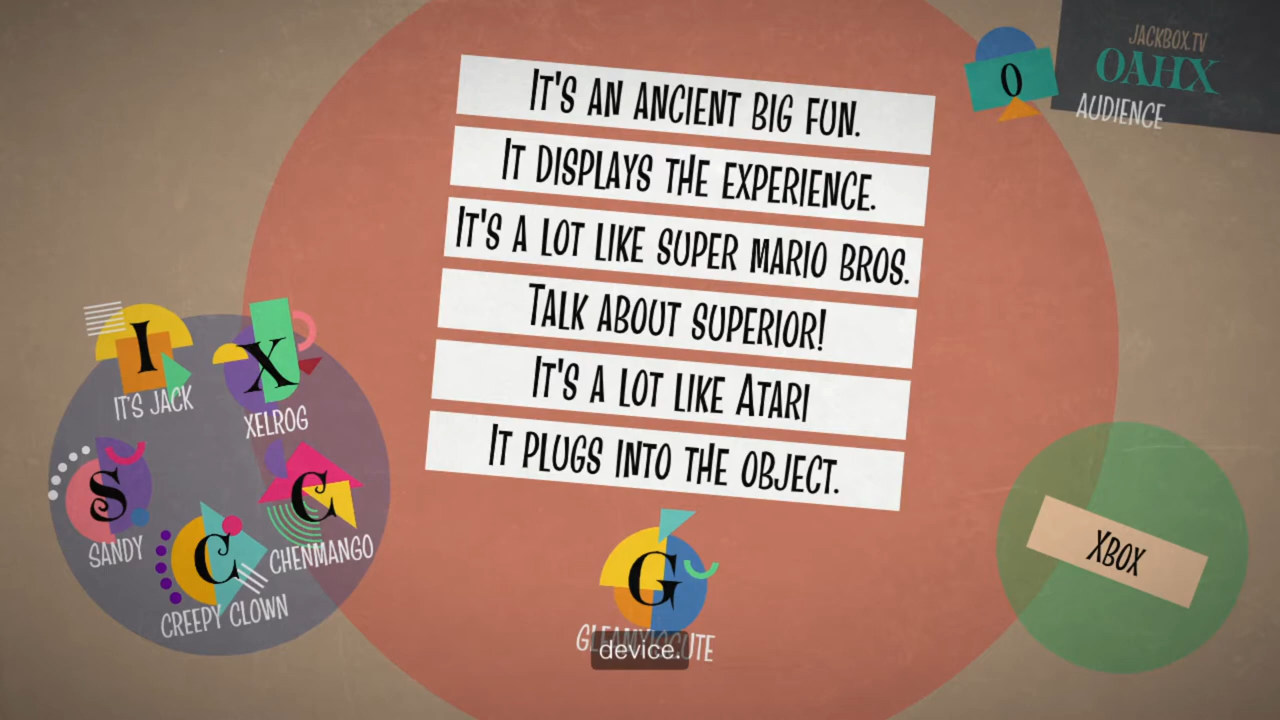 JACKBOX.TV
OAHX
0
AUDIENCE
IT'S AN ANCIENT BIG FUN.
IT DISPLAYS THE EXPERIENCE.
IT'S A LOT LIKE SUPER MARIO BROS.
TALK ABOUT SUPERIOR!
IT'S A LOT LIKE ATARI
IT PLUGS INTO THE OBJECT.
I
IT'S JACK
X
XELROG
S
SANDY
C
CHENMANGO
C
CREEPY CLOWN
G
device.
XBOX